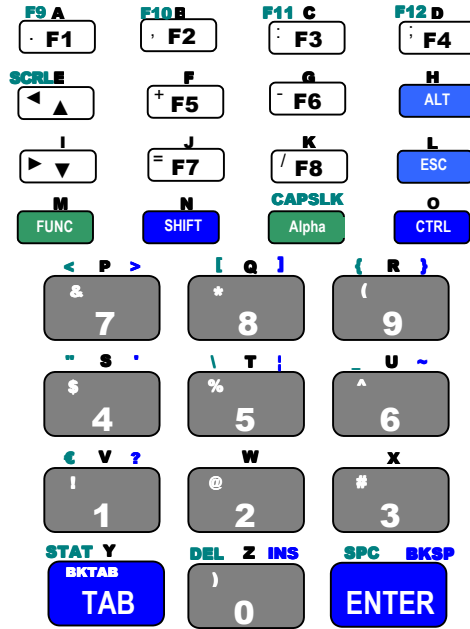 F9 A F10 B F11 C F12 D
. F1 , F2 : F3 ; F4
SCRL E F G H
◄ ▲ + F5 - F6 ALT
I J K L
► ▼ = F7 / F8 ESC
M N CAPSLK O
FUNC SHIFT Alpha CTRL
< P > [ Q ] { R }
& * (
7 8 9
" S ' \ T ¦ _ U ~
$ % ^
4 5 6
€ V ? W X
! @ #
1 2 3
STAT Y DEL Z INS SPC BKSP
BKTAB )
TAB 0 ENTER